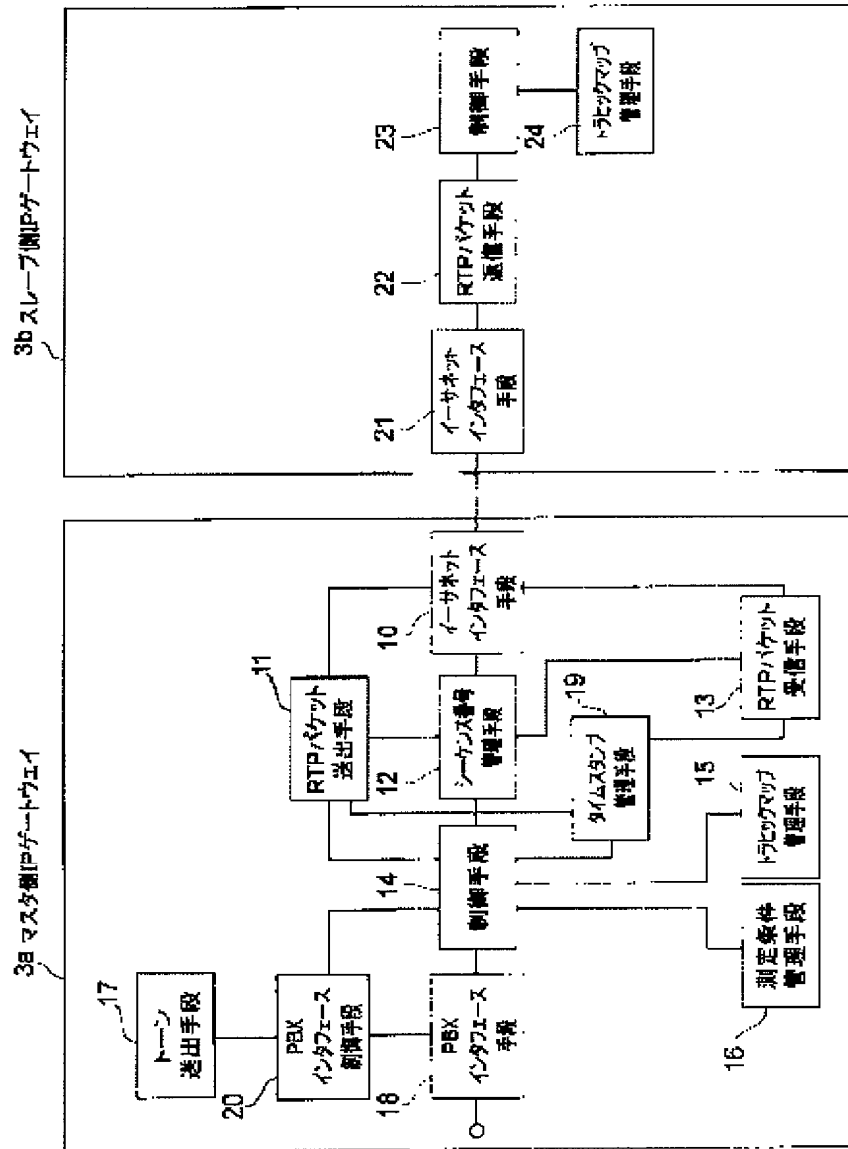 3a マスタ側IPゲートウェイ
17
トーン
送出手段
20
PBX
インタフェース
制御手段
18
PBX
インタフェース
手段
11
RTPパケット
送出手段
14
制御手段
12
シーケンス番号
管理手段
10
イーサネット
インタフェース
手段
19
タイムスタンプ
管理手段
16
測定条件
管理手段
15
トラヒックマップ
管理手段
13
RTPパケット
受信手段
3b スレーブ側IPゲートウェイ
21
イーサネット
インタフェース
手段
22
RTPパケット
返信手段
23
制御手段
24
トラヒックマップ
管理手段